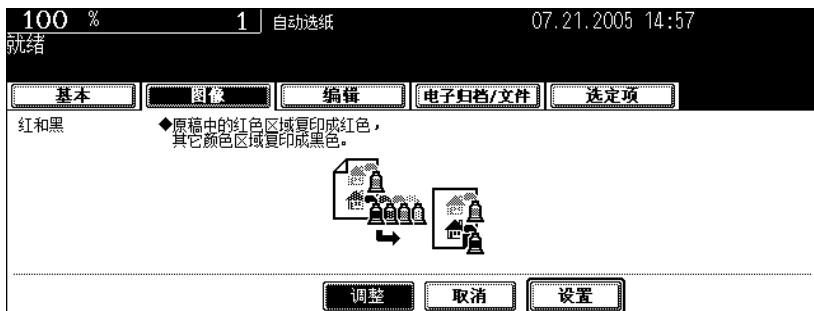 100 % 1 自动选纸 07.21.2005 14:57
就绪
基本 图像 编辑 电子归档/文件 选定项
红和黑 ◆原稿中的红色区域复印成红色，
其它颜色区域复印成黑色。
调整 取消 设置